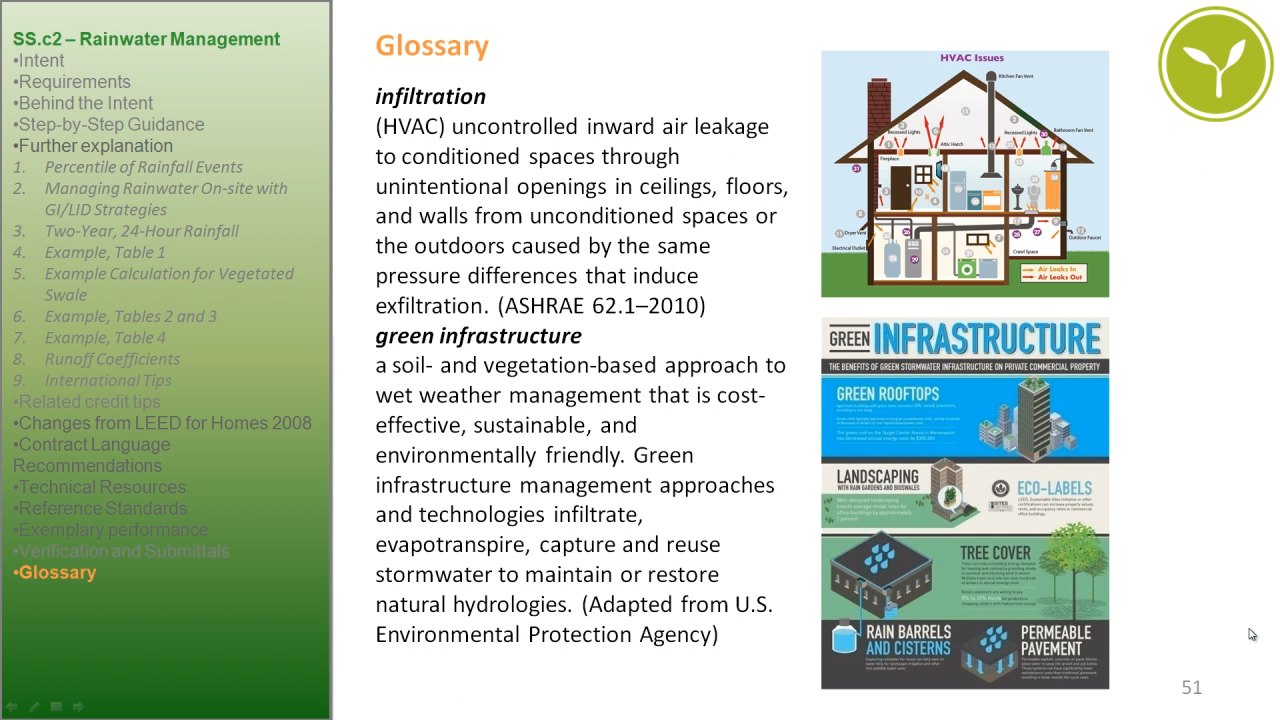 SS.c2 – Rainwater Management
•Intent
•Requirements
•Behind the Intent
•Step-by-Step Guidance
•Further explanation
1. Percentile of Rainfall Events
2. Managing Rainwater On-site with
GI/LID Strategies
3. Two-Year, 24-Hour Rainfall
4. Example, Table 1
5. Example Calculation for Vegetated
Swale
6. Example, Tables 2 and 3
7. Example, Table 4
8. Runoff Coefficients
9. International Tips
•Related credit tips
•Changes from LEED for Homes 2008
•Contract Language
Recommendations
•Technical Resources
•Reference Standards
•Exemplary performance
•Verification and Submittals
•Glossary
Glossary
infiltration
(HVAC) uncontrolled inward air leakage
to conditioned spaces through
unintentional openings in ceilings, floors,
and walls from unconditioned spaces or
the outdoors caused by the same
pressure differences that induce
exfiltration. (ASHRAE 62.1–2010)
green infrastructure
a soil- and vegetation-based approach to
wet weather management that is cost-
effective, sustainable, and
environmentally friendly. Green
infrastructure management approaches
and technologies infiltrate,
evapotranspire, capture and reuse
stormwater to maintain or restore
natural hydrologies. (Adapted from U.S.
Environmental Protection Agency)
HVAC Issues
Kitchen Fan Vent
Recessed Lights
Attic Hatch
Recessed Lights
Bathroom Fan Vent
Fireplace
Dryer Vent
Electrical Outlet
Crawl Space
Outdoor Faucet
Air Leaks In
Air Leaks Out
GREEN INFRASTRUCTURE
THE BENEFITS OF GREEN STORMWATER INFRASTRUCTURE ON PRIVATE COMMERCIAL PROPERTY
GREEN ROOFTOPS
LANDSCAPING
WITH RAIN GARDENS AND BIOSWALES
ECO-LABELS
TREE COVER
RAIN BARRELS
AND CISTERNS
PERMEABLE
PAVEMENT
51